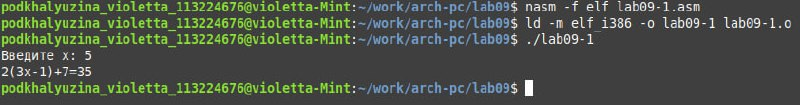 podkhalyuzina_violetta_113224676@violetta-Mint:~/work/arch-pc/lab09$ nasm -f elf lab09-1.asm
podkhalyuzina_violetta_113224676@violetta-Mint:~/work/arch-pc/lab09$ ld -m elf_i386 -o lab09-1 lab09-1.o
podkhalyuzina_violetta_113224676@violetta-Mint:~/work/arch-pc/lab09$ ./lab09-1
Введите x: 5
2(3x-1)+7=35
podkhalyuzina_violetta_113224676@violetta-Mint:~/work/arch-pc/lab09$